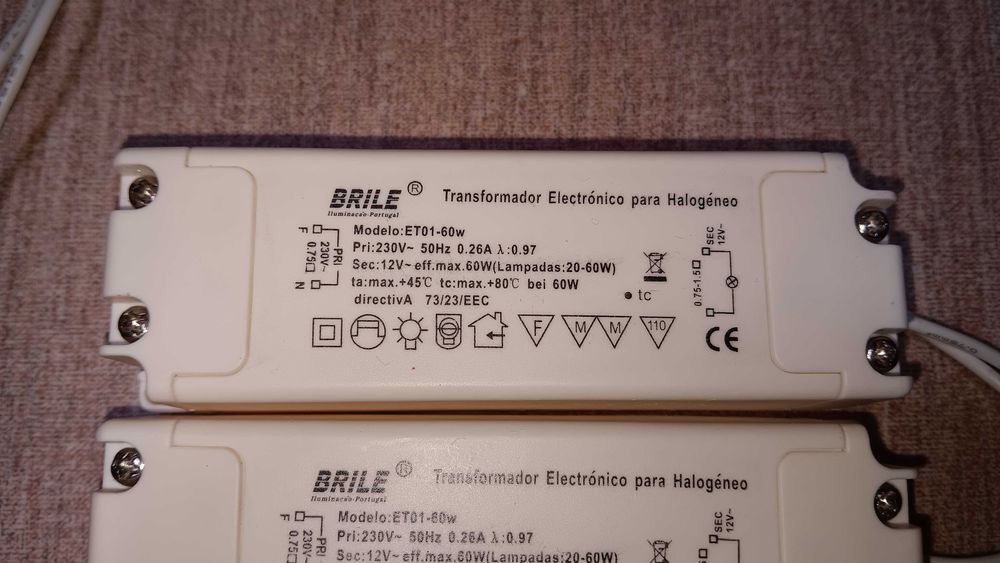 BRILE ®
Iluminacao-Portugal
Transformador Electrónico para Halogéneo
Modelo:ET01-60w
Pri:230V~ 50Hz 0.26A λ:0.97
Sec:12V~ eff.max.60W(Lampadas:20-60W)
ta:max.+45℃ tc:max.+80℃ bei 60W
directivA 73/23/EEC
F
N
PRI
230V~
0.75
tc
SEC
12V~
0.75-1.5
F
M M
110
CE
BRILE ®
Iluminacao-Portugal
Transformador Electrónico para Halogéneo
Modelo:ET01-60w
Pri:230V~ 50Hz 0.26A λ:0.97
Sec:12V~ eff.max.60W(Lampadas:20-60W)
F
PRI
230V~
0.75
SEC
12V~